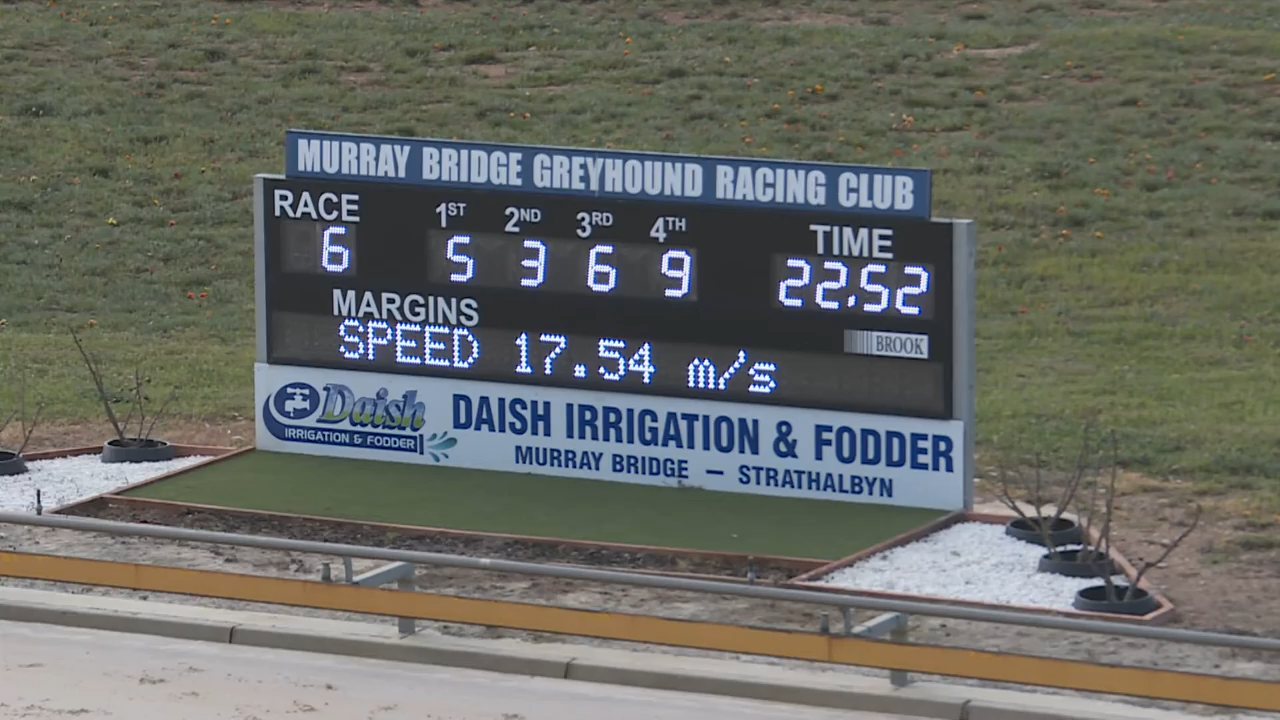 MURRAY BRIDGE GREYHOUND RACING CLUB
RACE 1ST 2ND 3RD 4TH TIME
6 5 3 6 9 22.52
MARGINS
BROOK
SPEED 17.54 m/s
Daish
IRRIGATION & FODDER
DAISH IRRIGATION & FODDER
MURRAY BRIDGE — STRATHALBYN